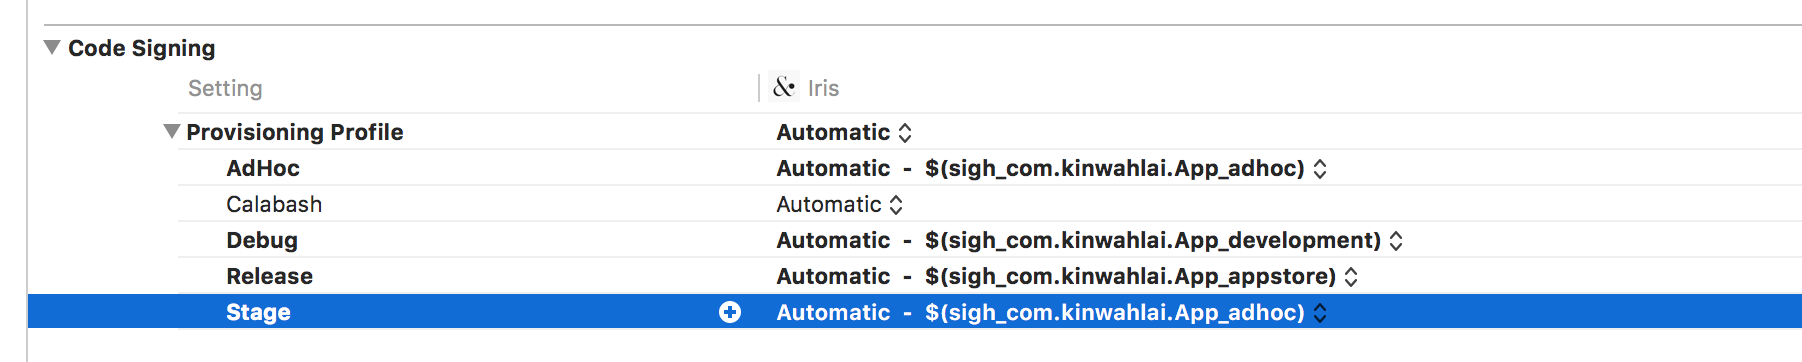 Code Signing
Setting & Iris
Provisioning Profile Automatic
AdHoc Automatic - $(sigh_com.kinwahlai.App_adhoc)
Calabash Automatic
Debug Automatic - $(sigh_com.kinwahlai.App_development)
Release Automatic - $(sigh_com.kinwahlai.App_appstore)
Stage Automatic - $(sigh_com.kinwahlai.App_adhoc)